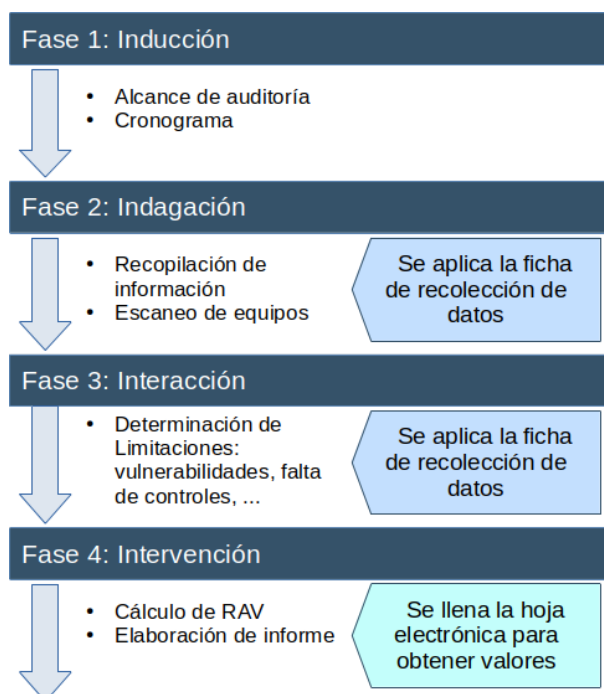 Fase 1: Inducción
• Alcance de auditoría
• Cronograma
Fase 2: Indagación
• Recopilación de
información
• Escaneo de equipos
Se aplica la ficha
de recolección de
datos
Fase 3: Interacción
• Determinación de
Limitaciones:
vulnerabilidades, falta
de controles, ...
Se aplica la ficha
de recolección de
datos
Fase 4: Intervención
• Cálculo de RAV
• Elaboración de informe
Se llena la hoja
electrónica para
obtener valores